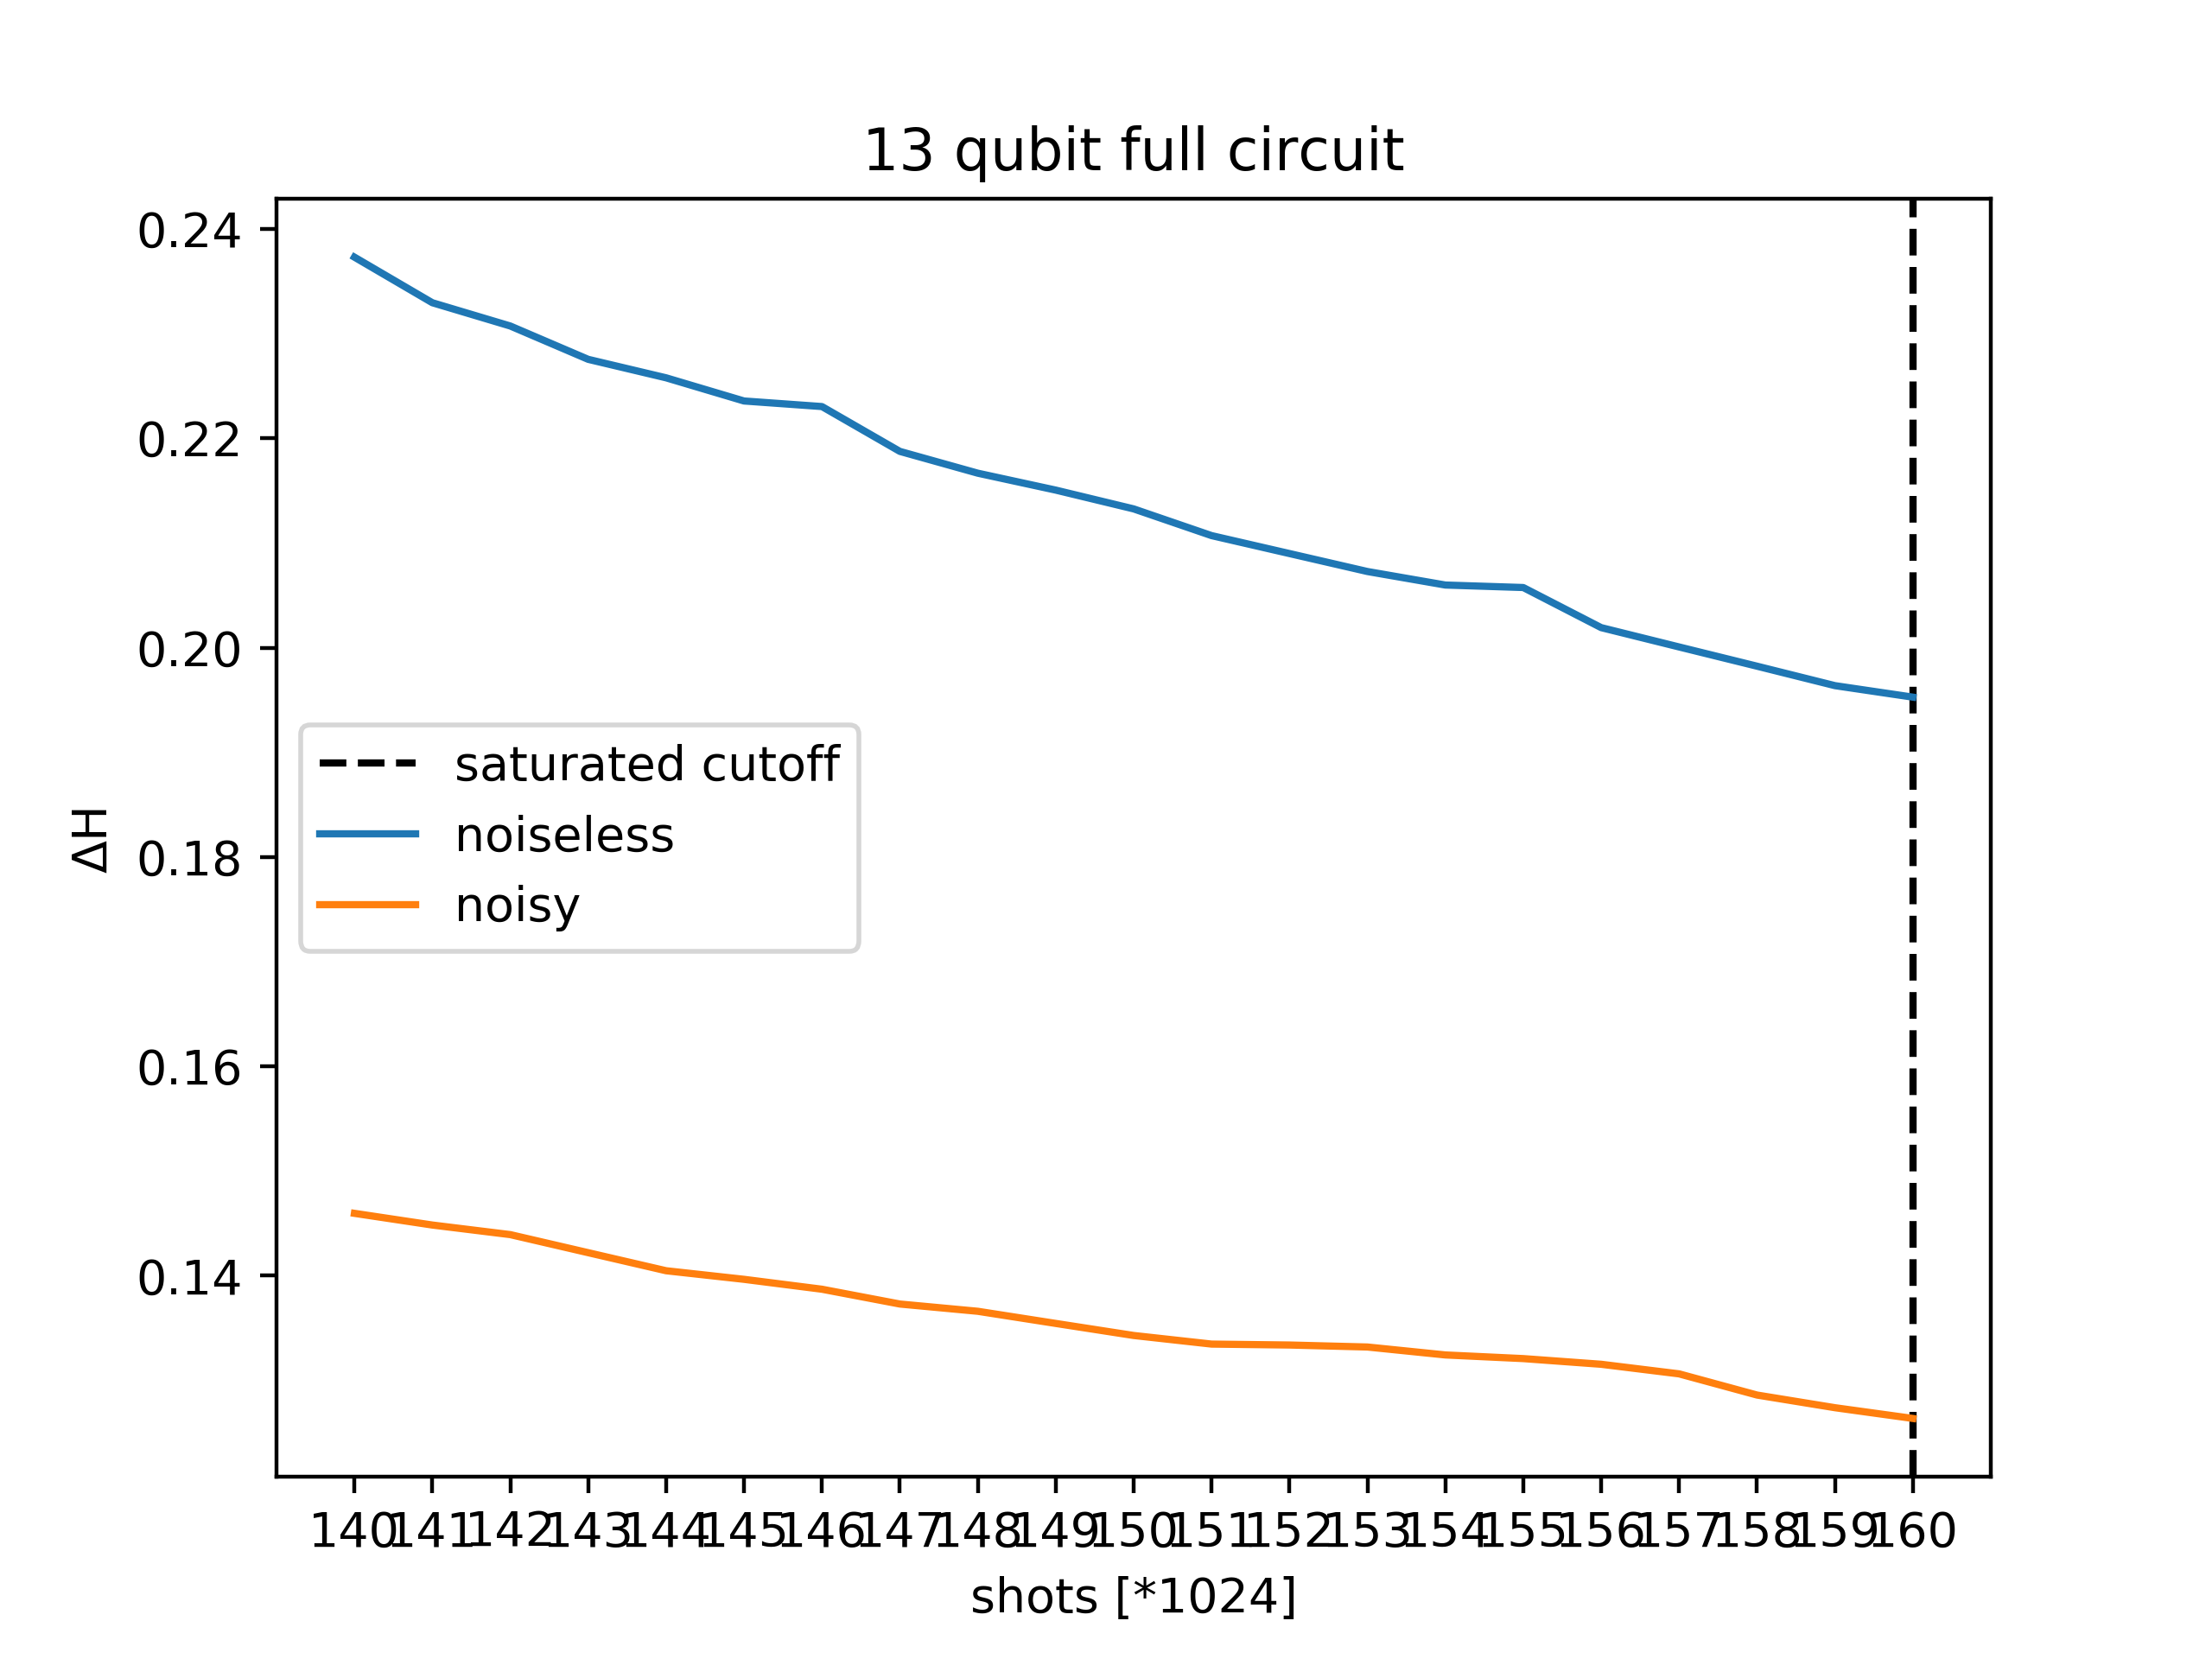 13 qubit full circuit
0.24
0.22
0.20
0.18
0.16
0.14
ΔH
saturated cutoff
noiseless
noisy
140 141 142 143 144 145 146 147 148 149 150 151 152 153 154 155 156 157 158 159 160
shots [*1024]